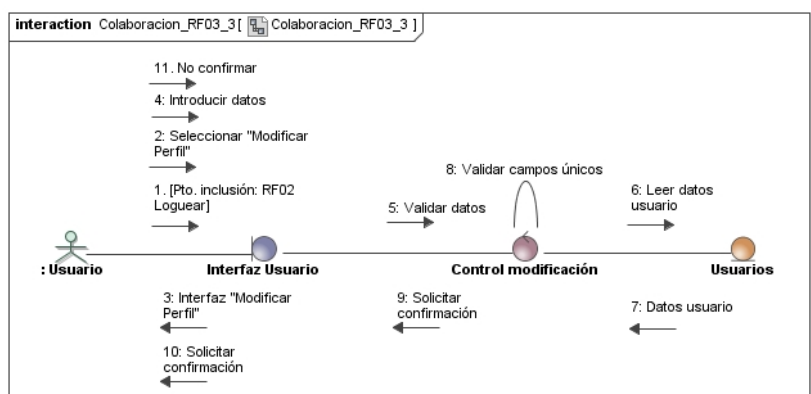 interaction Colaboracion_RF03_3[ Colaboracion_RF03_3 ]
11. No confirmar
4: Introducir datos
2: Seleccionar "Modificar
Perfil"
1. [Pto. inclusión: RF02
Loguear]
8: Validar campos únicos
5: Validar datos
6: Leer datos
usuario
: Usuario
Interfaz Usuario
Control modificación
Usuarios
3: Interfaz "Modificar
Perfil"
9: Solicitar
confirmación
7: Datos usuario
10: Solicitar
confirmación